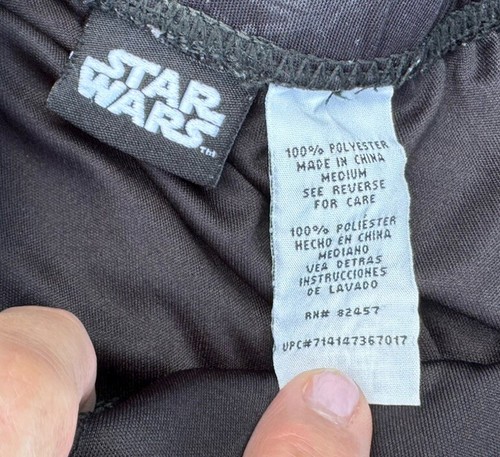 STAR
WARS
TM
100% POLYESTER
MADE IN CHINA
MEDIUM
SEE REVERSE
FOR CARE
100% POLIÉSTER
HECHO EN CHINA
MEDIANO
VEA DETRAS
INSTRUCCIONES
DE LAVADO
RN# 82457
UPC#714147367017